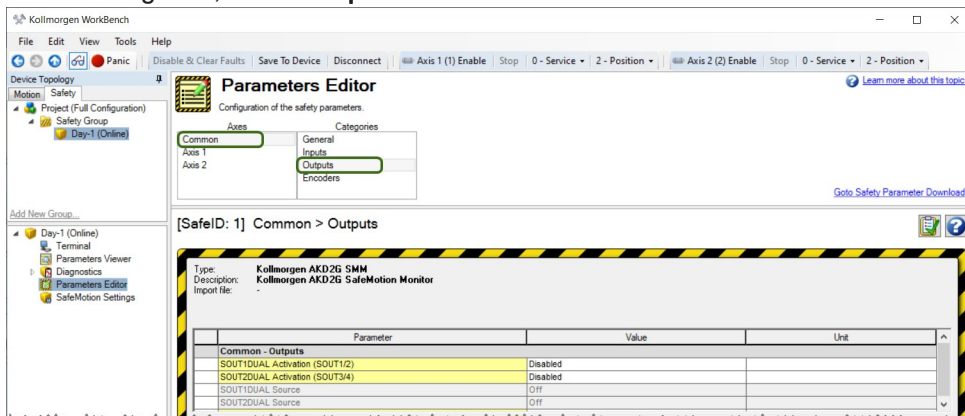 Kollmorgen WorkBench
File Edit View Tools Help
Panic Disable & Clear Faults Save To Device Disconnect Axis 1 (1) Enable Stop 0 - Service 2 - Position Axis 2 (2) Enable Stop 0 - Service 2 - Position
Device Topology
Motion Safety
Project (Full Configuration)
Safety Group
Day-1 (Online)
Add New Group...
Day-1 (Online)
Terminal
Parameters Viewer
Diagnostics
Parameters Editor
SafeMotion Settings
Parameters Editor
Learn more about this topic
Configuration of the safety parameters.
Axes Categories
Common General
Axis 1 Inputs
Axis 2 Outputs
Encoders
Goto Safety Parameter Download
[SafeID: 1] Common > Outputs
Type: Kollmorgen AKD2G SMM
Description: Kollmorgen AKD2G SafeMotion Monitor
Import file: -
Parameter Value Unit
Common - Outputs
SOUT1DUAL Activation (SOUT1/2) Disabled
SOUT2DUAL Activation (SOUT3/4) Disabled
SOUT1DUAL Source Off
SOUT2DUAL Source Off